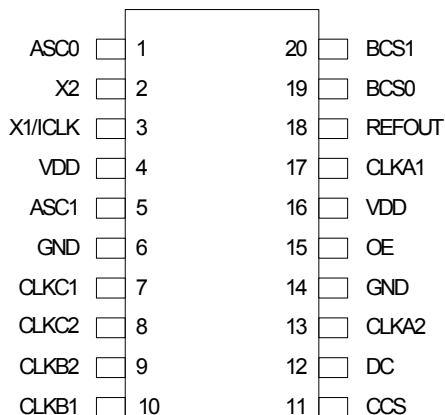 ASC0 1 20 BCS1
X2 2 19 BCS0
X1/ICLK 3 18 REFOUT
VDD 4 17 CLKA1
ASC1 5 16 VDD
GND 6 15 OE
CLKC1 7 14 GND
CLKC2 8 13 CLKA2
CLKB2 9 12 DC
CLKB1 10 11 CCS